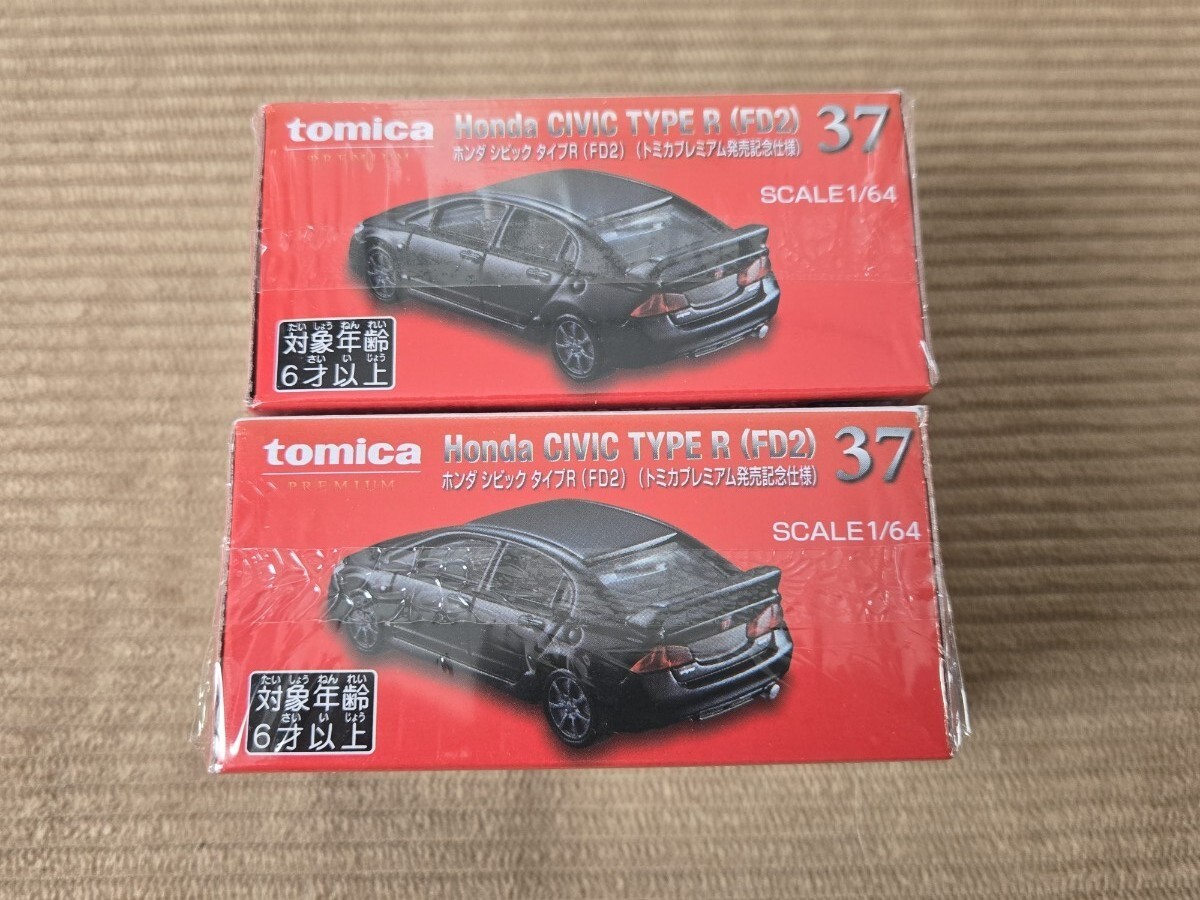 tomica
PREMIUM
Honda CIVIC TYPE R (FD2)
37
ホンダ シビック タイプR(FD2) (トミカプレミアム発売記念仕様)
SCALE1/64
たいしょうねんれい
対象年齢
さいいじょう
6才以上
tomica
PREMIUM
Honda CIVIC TYPE R (FD2)
37
ホンダ シビック タイプR(FD2) (トミカプレミアム発売記念仕様)
SCALE1/64
たいしょうねんれい
対象年齢
さいいじょう
6才以上